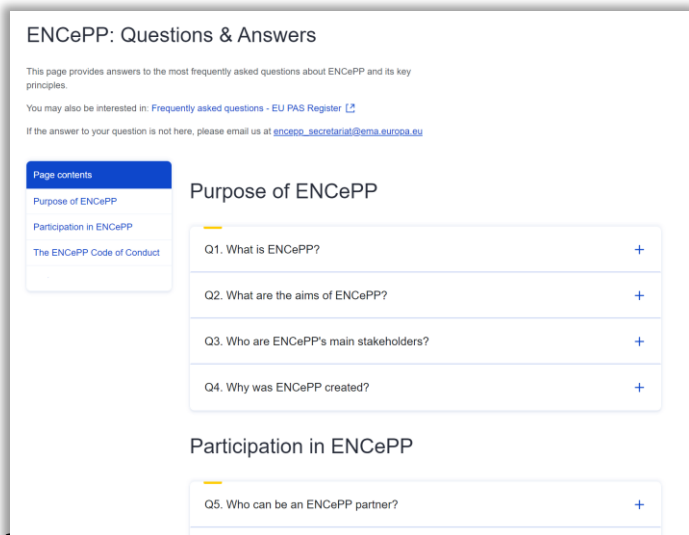 ENCePP: Questions & Answers
This page provides answers to the most frequently asked questions about ENCePP and its key
principles.
You may also be interested in: Frequently asked questions - EU PAS Register
If the answer to your question is not here, please email us at encepp_secretariat@ema.europa.eu
Page contents
Purpose of ENCePP
Participation in ENCePP
The ENCePP Code of Conduct
Purpose of ENCePP
Q1. What is ENCePP?
Q2. What are the aims of ENCePP?
Q3. Who are ENCePP's main stakeholders?
Q4. Why was ENCePP created?
Participation in ENCePP
Q5. Who can be an ENCePP partner?